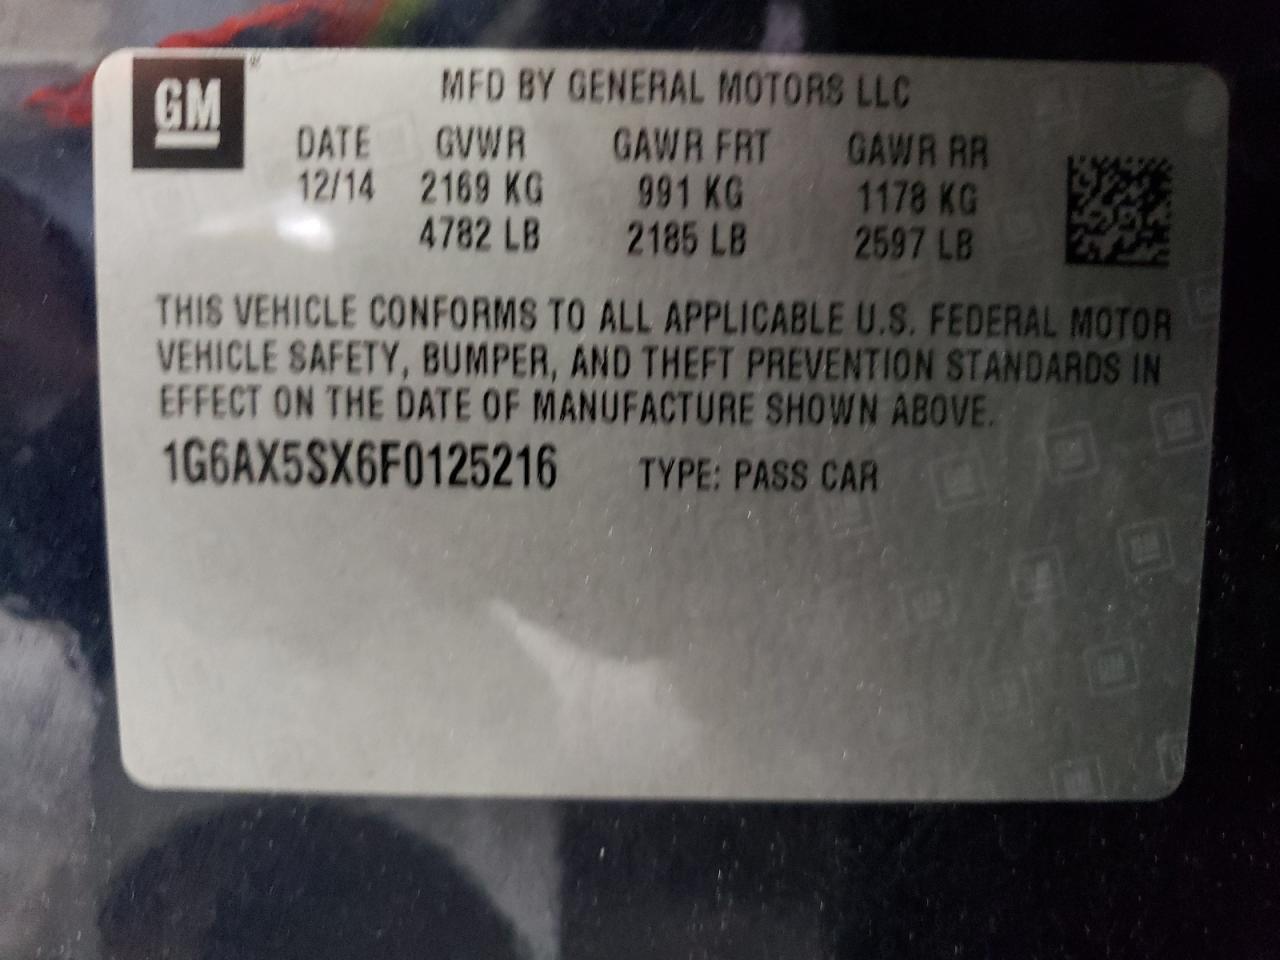 GM
MFD BY GENERAL MOTORS LLC
DATE GVWR GAWR FRT GAWR RR
12/14 2169 KG 991 KG 1178 KG
4782 LB 2185 LB 2597 LB
THIS VEHICLE CONFORMS TO ALL APPLICABLE U.S. FEDERAL MOTOR
VEHICLE SAFETY, BUMPER, AND THEFT PREVENTION STANDARDS IN
EFFECT ON THE DATE OF MANUFACTURE SHOWN ABOVE.
1G6AX5SX6F0125216 TYPE: PASS CAR